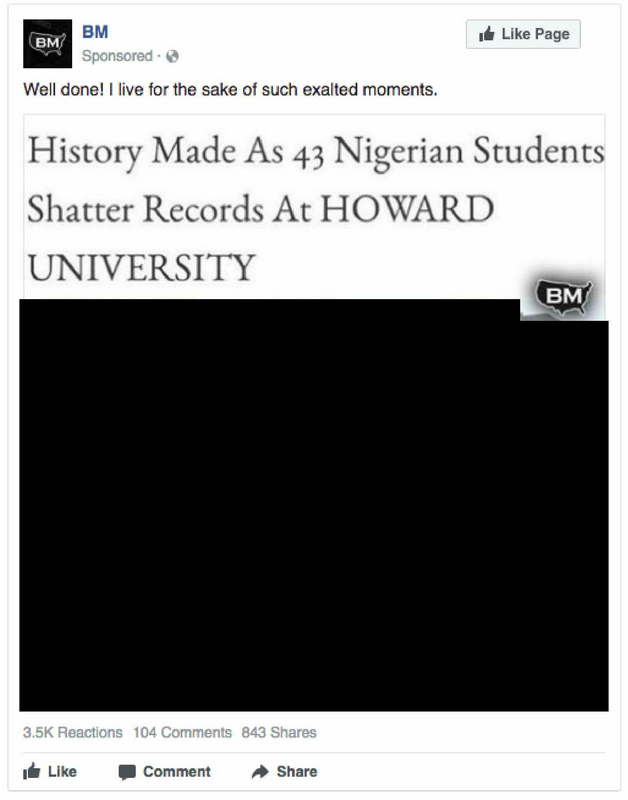 BM
BM
Like Page
Sponsored ·
Well done! I live for the sake of such exalted moments.
History Made As 43 Nigerian Students
Shatter Records At HOWARD
UNIVERSITY
BM
3.5K Reactions 104 Comments 843 Shares
Like Comment Share